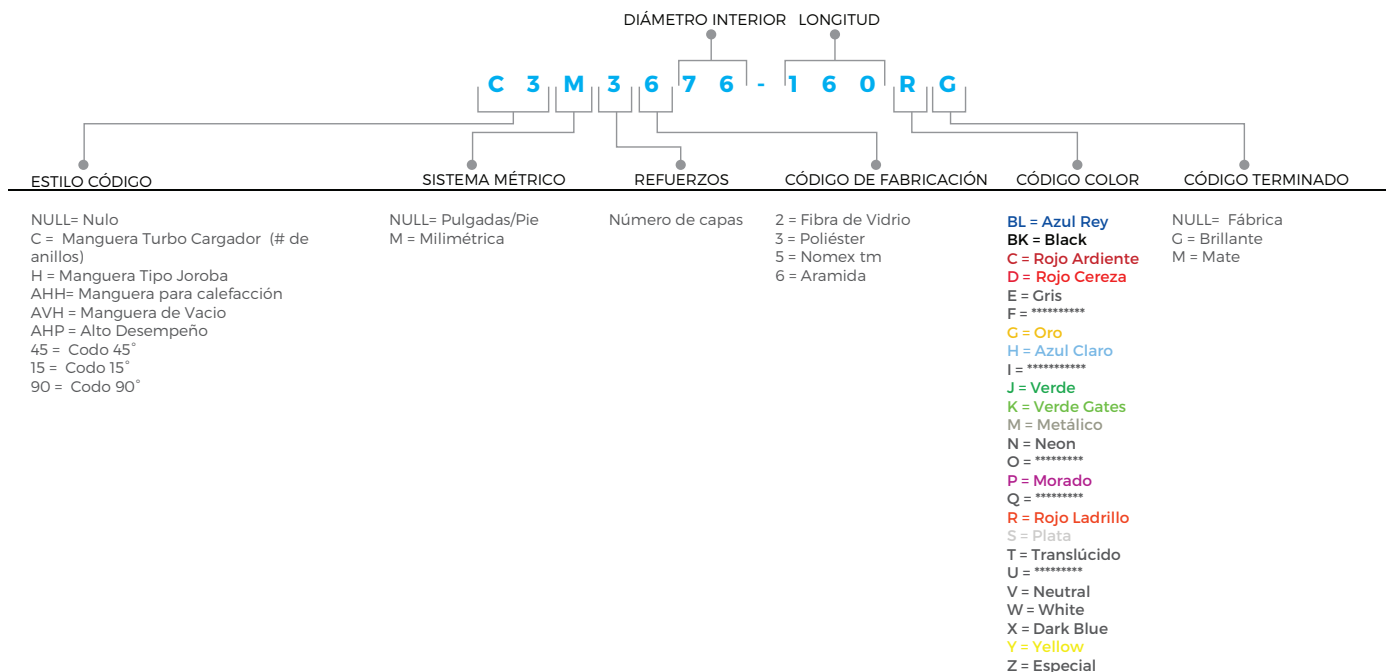 DIÁMETRO INTERIOR LONGITUD
C 3 M 3 6 7 6 - 1 6 0 R G
ESTILO CÓDIGO
NULL= Nulo
C = Manguera Turbo Cargador (# de
anillos)
H = Manguera Tipo Joroba
AHH= Manguera para calefacción
AVH = Manguera de Vacio
AHP = Alto Desempeño
45 = Codo 45°
15 = Codo 15°
90 = Codo 90°
SISTEMA MÉTRICO
NULL= Pulgadas/Pie
M = Milimétrica
REFUERZOS
Número de capas
CÓDIGO DE FABRICACIÓN
2 = Fibra de Vidrio
3 = Poliéster
5 = Nomex tm
6 = Aramida
CÓDIGO COLOR
BL = Azul Rey
BK = Black
C = Rojo Ardiente
D = Rojo Cereza
E = Gris
F = **********
G = Oro
H = Azul Claro
I = ***********
J = Verde
K = Verde Gates
M = Metálico
N = Neon
O = *********
P = Morado
Q = *********
R = Rojo Ladrillo
S = Plata
T = Translúcido
U = *********
V = Neutral
W = White
X = Dark Blue
Y = Yellow
Z = Especial
CÓDIGO TERMINADO
NULL= Fábrica
G = Brillante
M = Mate